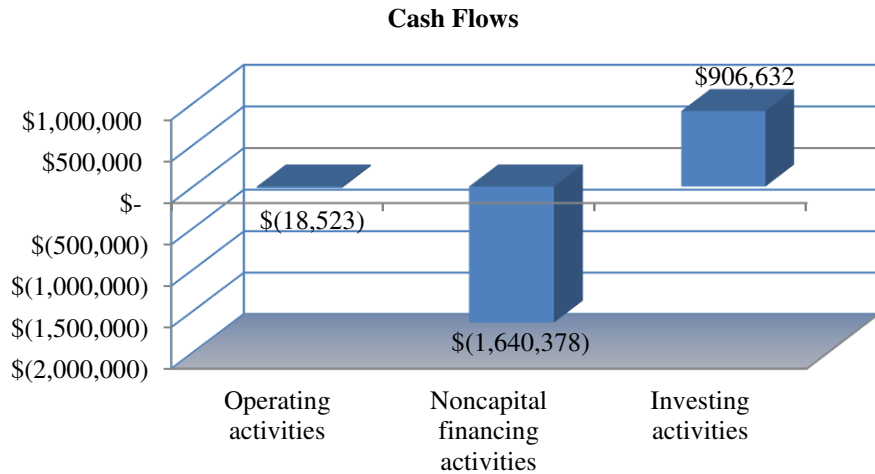 Cash Flows
$906,632
$1,000,000
$500,000
$-
$(18,523)
$(500,000)
$(1,000,000)
$(1,500,000)
$(1,640,378)
$(2,000,000)
Operating
activities
Noncapital
financing
activities
Investing
activities